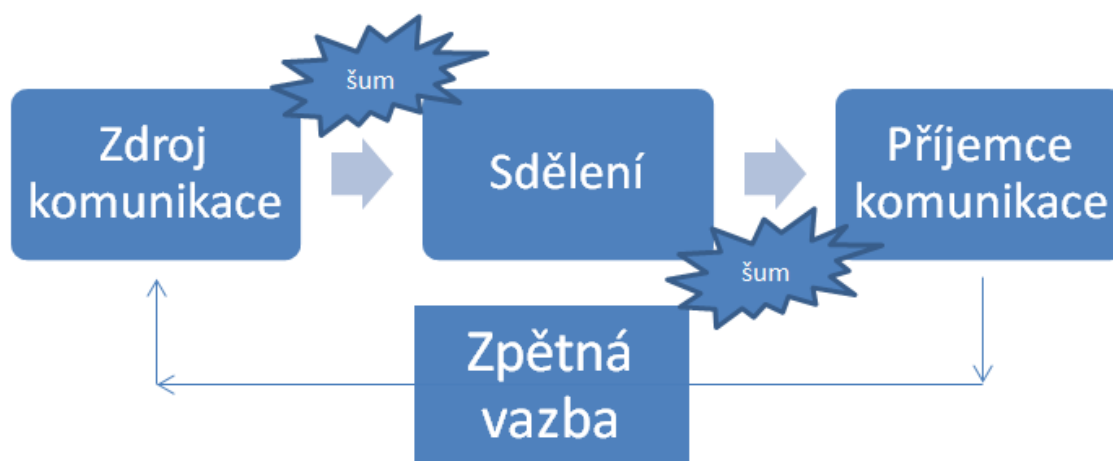 šum
Zdroj
komunikace
Sdělení
Příjemce
komunikace
šum
Zpětná
vazba